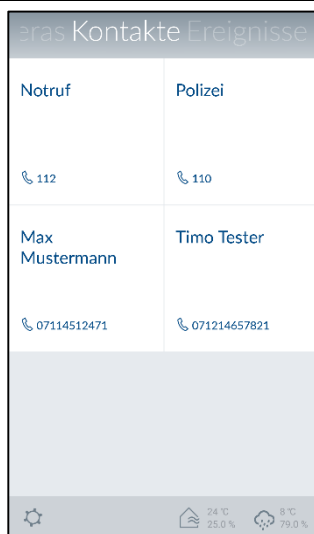 eras Kontakte Ereignisse
Notruf
Polizei
112
110
Max
Mustermann
Timo Tester
07114512471
071214657821
24 °C
25.0 %
8 °C
79.0 %